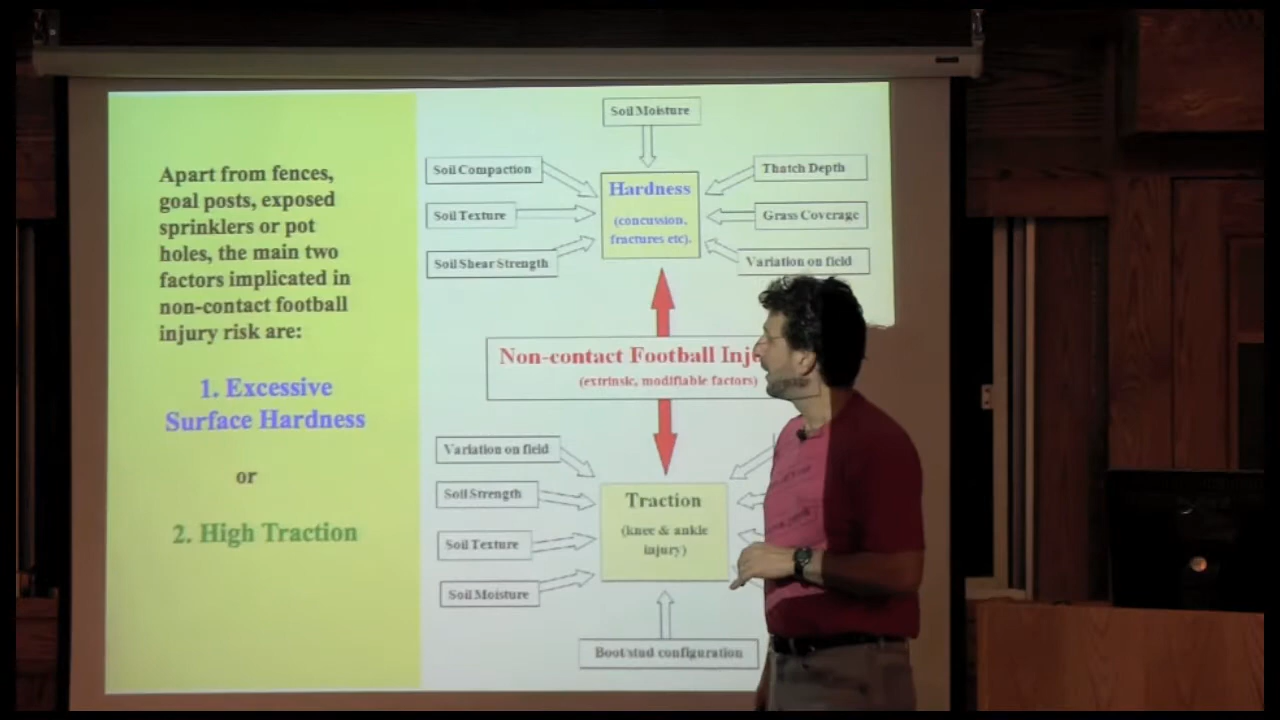 Apart from fences,
goal posts, exposed
sprinklers or pot
holes, the main two
factors implicated in
non-contact football
injury risk are:
1. Excessive
Surface Hardness
or
2. High Traction
Soil Moisture
Soil Compaction
Soil Texture
Soil Shear Strength
Hardness
(concussion,
fractures etc).
Thatch Depth
Grass Coverage
Variation on field
Non-contact Football
(extrinsic, modifiable factors)
Variation on field
Soil Strength
Soil Texture
Soil Moisture
Traction
(knee & ankle
injury)
Boot/stud configuration